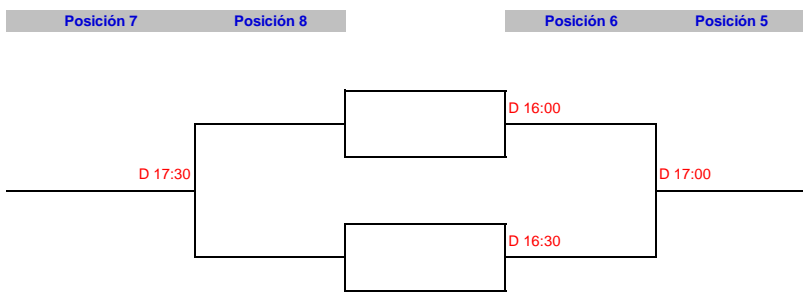 Posición 7 Posición 8 Posición 6 Posición 5
D 16:00
D 17:30 D 17:00
D 16:30